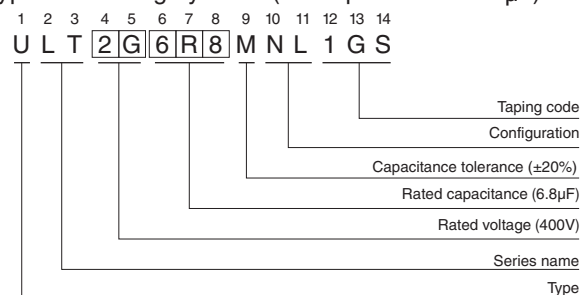 1 2 3 4 5 6 7 8 9 10 11 12 13 14
U L T 2 G 6 R 8 M N L 1 G S
Taping code
Configuration
Capacitance tolerance (±20%)
Rated capacitance (6.8µF)
Rated voltage (400V)
Series name
Type